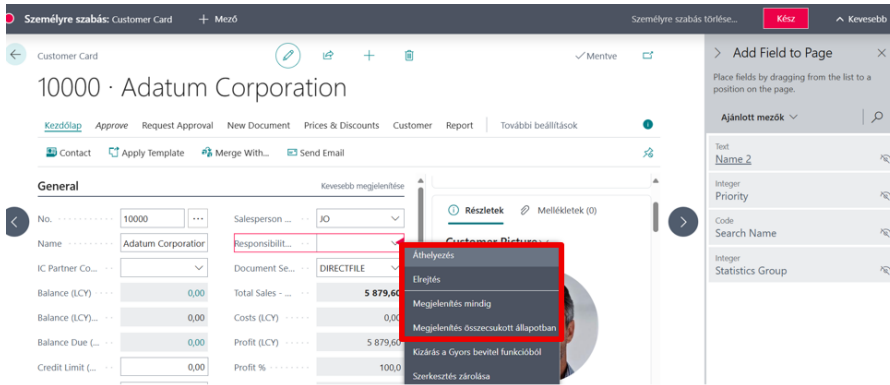 Személyre szabás: Customer Card + Mező Személyre szabás törlése... Kész Kevesebb
Customer Card Mentve
10000 · Adatum Corporation
Kezdőlap Approve Request Approval New Document Prices & Discounts Customer Report További beállítások
Contact Apply Template Merge With... Send Email
General Kevesebb megjelenítése
No. 10000 ... Salesperson ... JO
Name Adatum Corporation Responsibilit...
IC Partner Co... Document Se... DIRECTFILE
Balance (LCY) 0,00 Total Sales - ... 5 879,60
Balance (LCY)... 0,00 Costs (LCY) 0,00
Balance Due (... 0,00 Profit (LCY) 5 879,60
Credit Limit (... 0,00 Profit % 100,0
Részletek Mellékletek (0)
Customer Picture
Áthelyezés
Elrejtés
Megjelenítés mindig
Megjelenítés összecsukott állapotban
Kizárás a Gyors bevitel funkcióból
Szerkesztés zárolása
Add Field to Page
Place fields by dragging from the list to a
position on the page.
Ajánlott mezők
Text
Name 2
Integer
Priority
Code
Search Name
Integer
Statistics Group